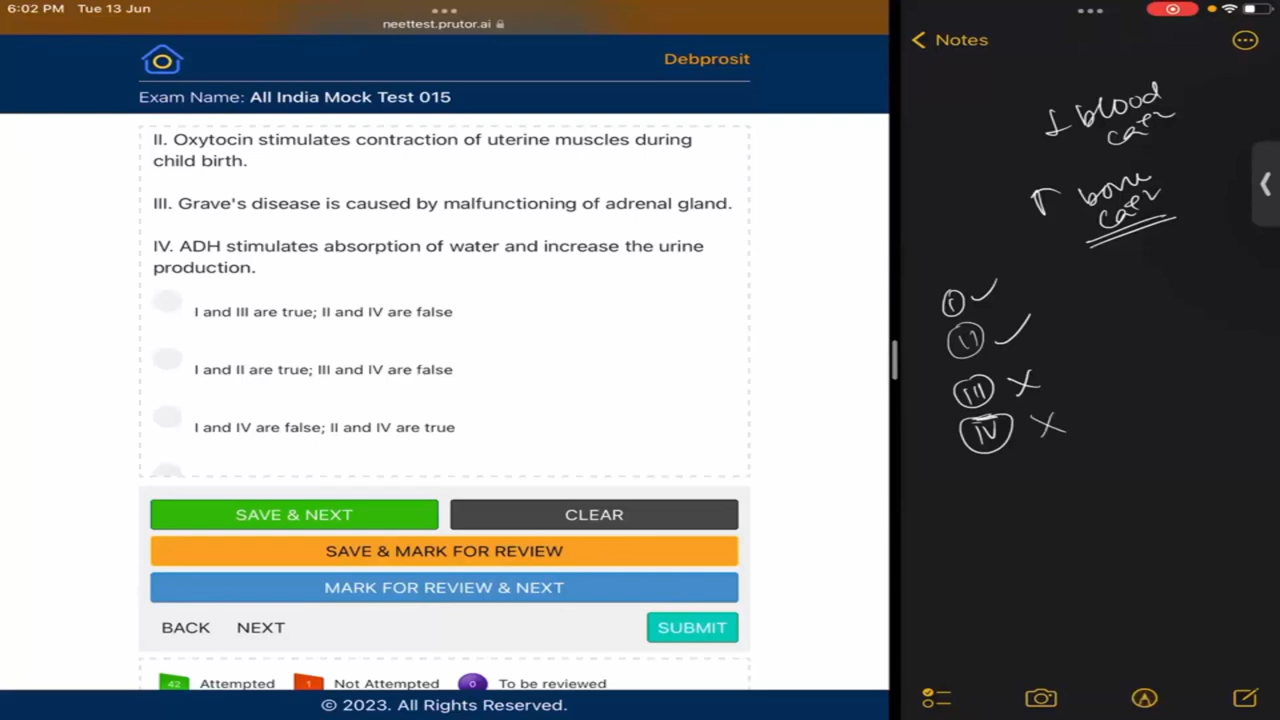 6:02 PM Tue 13 Jun
neettest.prutor.ai
Debprosit
Exam Name: All India Mock Test 015
II. Oxytocin stimulates contraction of uterine muscles during
child birth.
III. Grave's disease is caused by malfunctioning of adrenal gland.
IV. ADH stimulates absorption of water and increase the urine
production.
I and III are true; II and IV are false
I and II are true; III and IV are false
I and IV are false; II and IV are true
SAVE & NEXT
CLEAR
SAVE & MARK FOR REVIEW
MARK FOR REVIEW & NEXT
BACK
NEXT
SUBMIT
42 Attempted
1 Not Attempted
0 To be reviewed
© 2023. All Rights Reserved.
Notes
↓ blood
Ca+2
↑ bone
Ca+2
I ✓
II ✓
III ✗
IV ✗